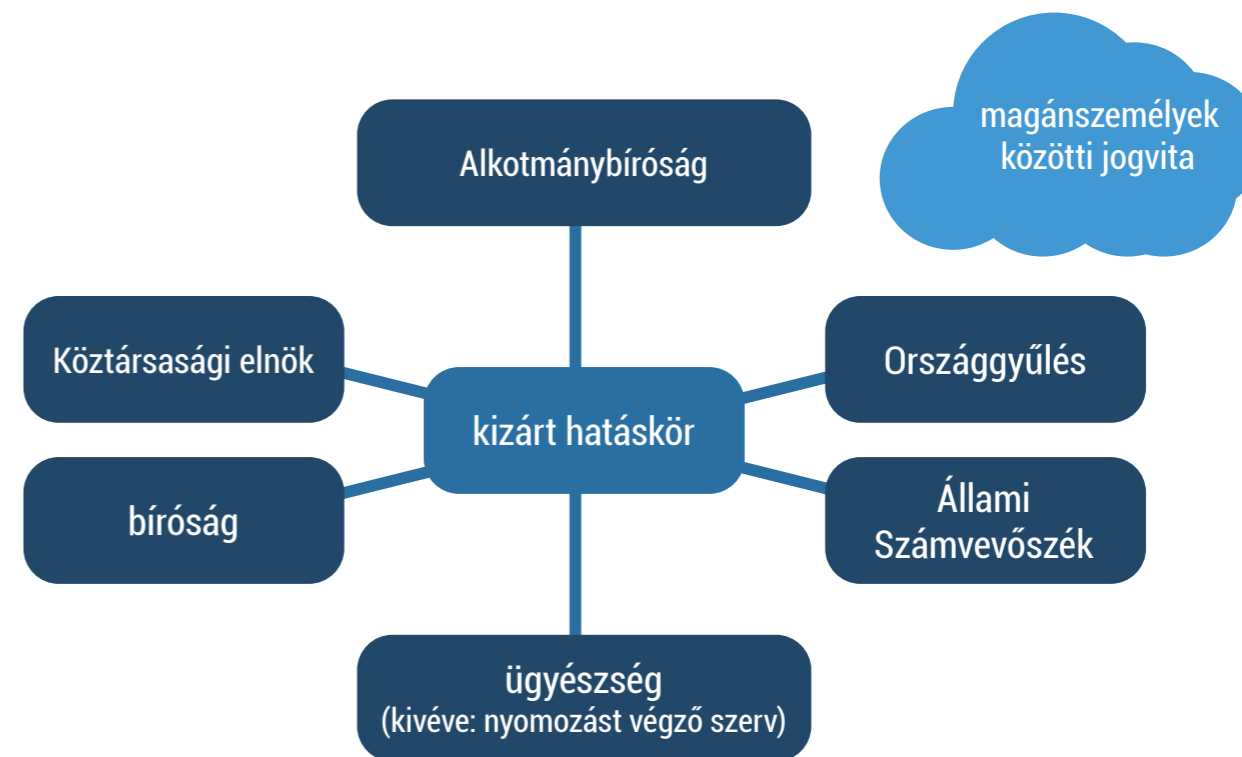 magánszemélyek
közötti jogvita
Alkotmánybíróság
Köztársasági elnök
Országgyűlés
kizárt hatáskör
bíróság
Állami
Számvevőszék
ügyészség
(kivéve: nyomozást végző szerv)